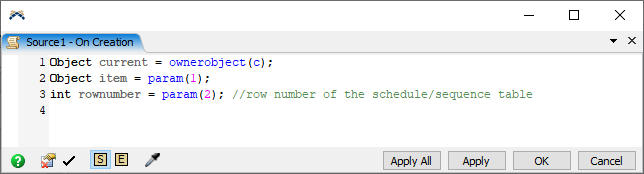 Source1 - On Creation
1 Object current = ownerobject(c);
2 Object item = param(1);
3 int rownumber = param(2); //row number of the schedule/sequence table
4
S E Apply All Apply OK Cancel